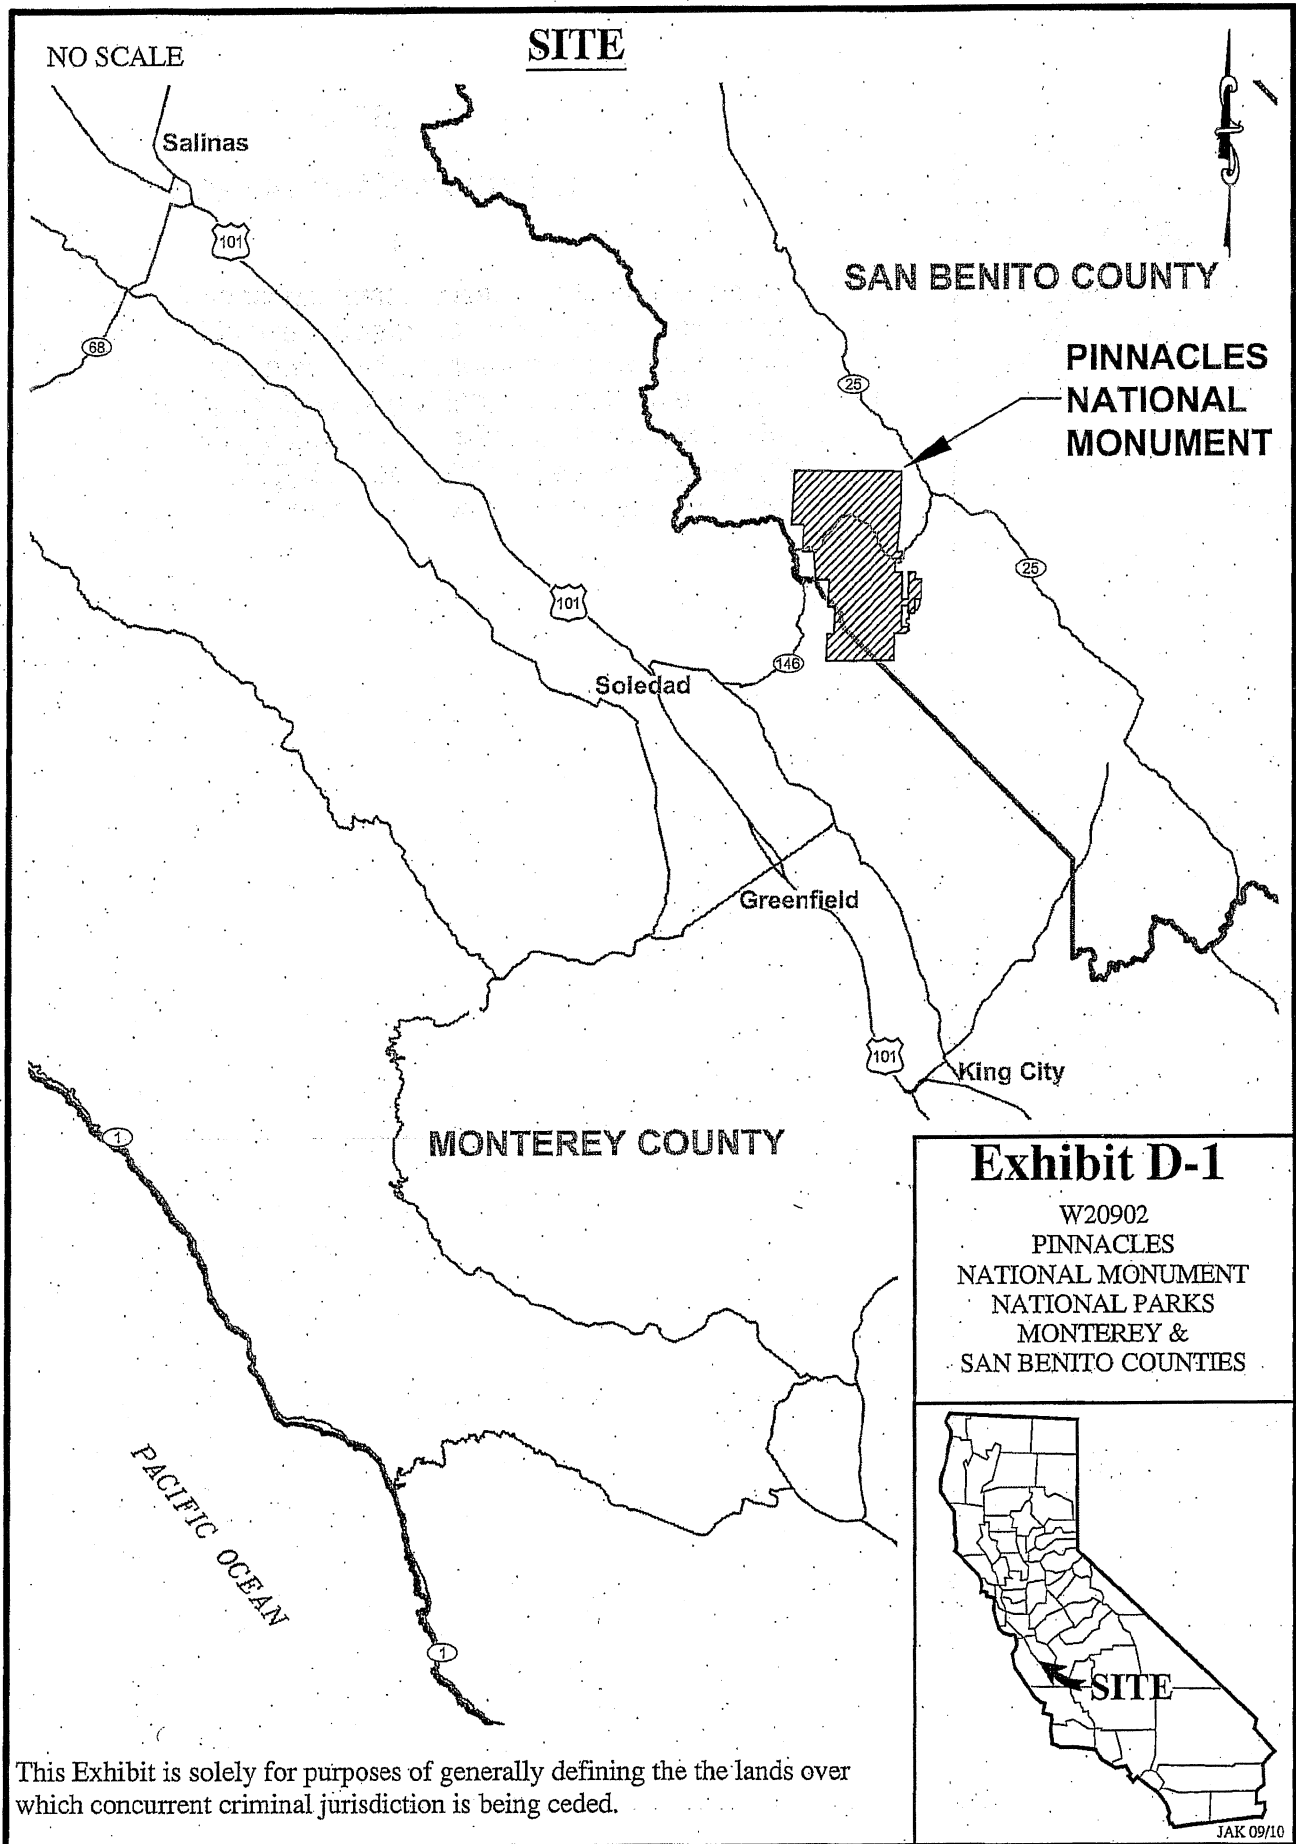 NO SCALE
SITE
Salinas
101
SAN BENITO COUNTY
68
PINNACLES
NATIONAL
MONUMENT
25
25
101
146
Soledad
Greenfield
101
King City
1
MONTEREY COUNTY
Exhibit D-1
W20902
PINNACLES
NATIONAL MONUMENT
NATIONAL PARKS
MONTEREY &
SAN BENITO COUNTIES
PACIFIC OCEAN
1
SITE
This Exhibit is solely for purposes of generally defining the the lands over
which concurrent criminal jurisdiction is being ceded.
JAK 09/10